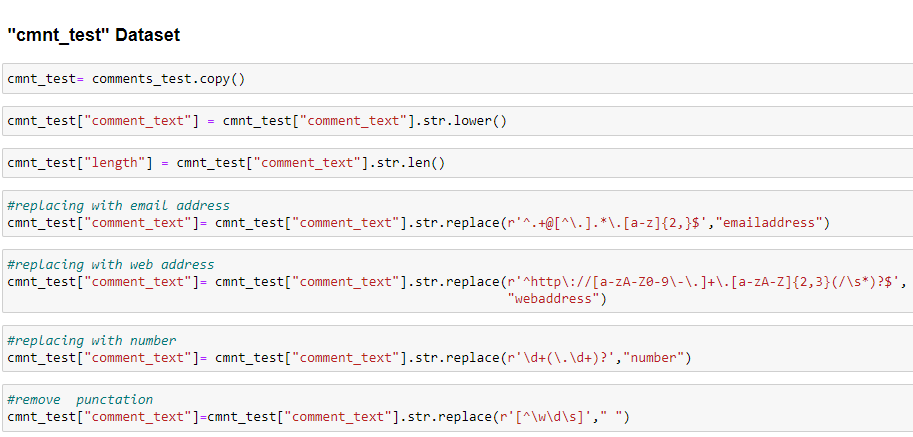 "cmnt_test" Dataset
cmnt_test= comments_test.copy()
cmnt_test["comment_text"] = cmnt_test["comment_text"].str.lower()
cmnt_test["length"] = cmnt_test["comment_text"].str.len()
#replacing with email address
cmnt_test["comment_text"]= cmnt_test["comment_text"].str.replace(r'^.+@[^\.].*\.[a-z]{2,}$',"emailaddress")
#replacing with web address
cmnt_test["comment_text"]= cmnt_test["comment_text"].str.replace(r'^http\://[a-zA-Z0-9\-\.]+\.[a-zA-Z]{2,3}(/\s*)?$',
"webaddress")
#replacing with number
cmnt_test["comment_text"]= cmnt_test["comment_text"].str.replace(r'\d+(\.\d+)?',"number")
#remove  punctation
cmnt_test["comment_text"]=cmnt_test["comment_text"].str.replace(r'[^\w\d\s]'," ")